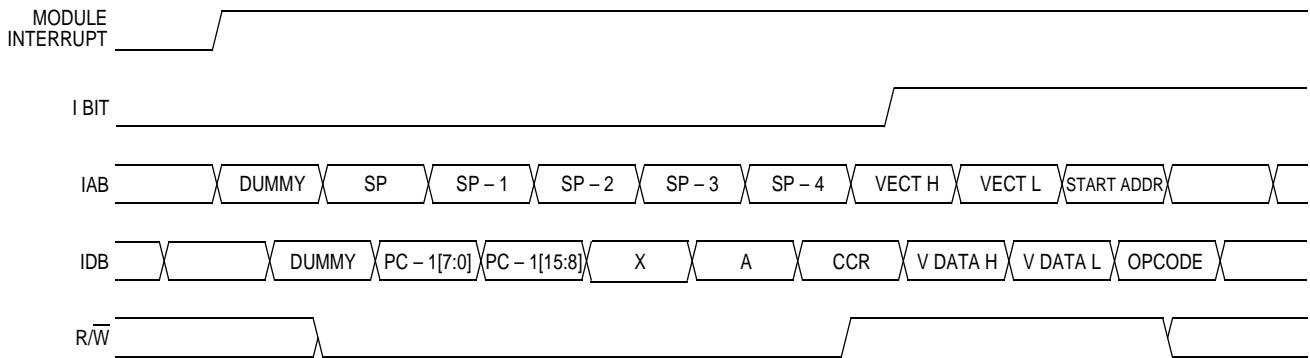 MODULE
INTERRUPT
I BIT
IAB DUMMY SP SP – 1 SP – 2 SP – 3 SP – 4 VECT H VECT L START ADDR
IDB DUMMY PC – 1[7:0] PC – 1[15:8] X A CCR V DATA H V DATA L OPCODE
R/W̅